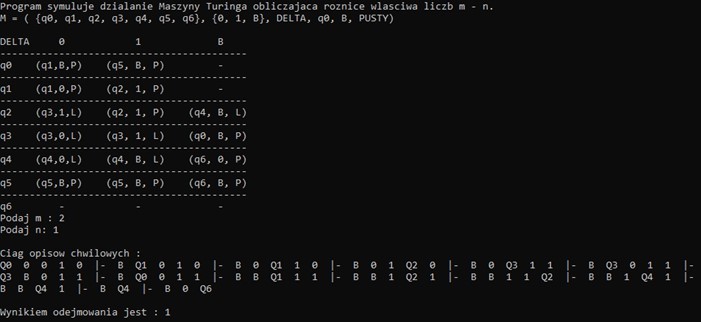 Program symuluje dzialanie Maszyny Turinga obliczajaca roznice wlasciwa liczb m - n.
M = ( {q0, q1, q2, q3, q4, q5, q6}, {0, 1, B}, DELTA, q0, B, PUSTY)
DELTA 0 1 B
---------------------------------------------
q0 (q1,B,P) (q5, B, P) -
---------------------------------------------
q1 (q1,0,P) (q2, 1, P) -
---------------------------------------------
q2 (q3,1,L) (q2, 1, P) (q4, B, L)
---------------------------------------------
q3 (q3,0,L) (q3, 1, L) (q0, B, P)
---------------------------------------------
q4 (q4,0,L) (q4, B, L) (q6, 0, P)
---------------------------------------------
q5 (q5,B,P) (q5, B, P) (q6, B, P)
---------------------------------------------
q6 - - -
Podaj m : 2
Podaj n: 1
Ciag opisow chwilowych :
Q0 0 0 1 0 |- B Q1 0 1 0 |- B 0 Q1 1 0 |- B 0 1 Q2 0 |- B 0 Q3 1 1 |- B Q3 0 1 1 |-
Q3 B 0 1 1 |- B Q0 0 1 1 |- B B Q1 1 1 |- B B 1 Q2 1 |- B B 1 1 Q2 |- B B 1 Q4 1 |-
B B Q4 1 |- B Q4 |- B 0 Q6
Wynikiem odejmowania jest : 1